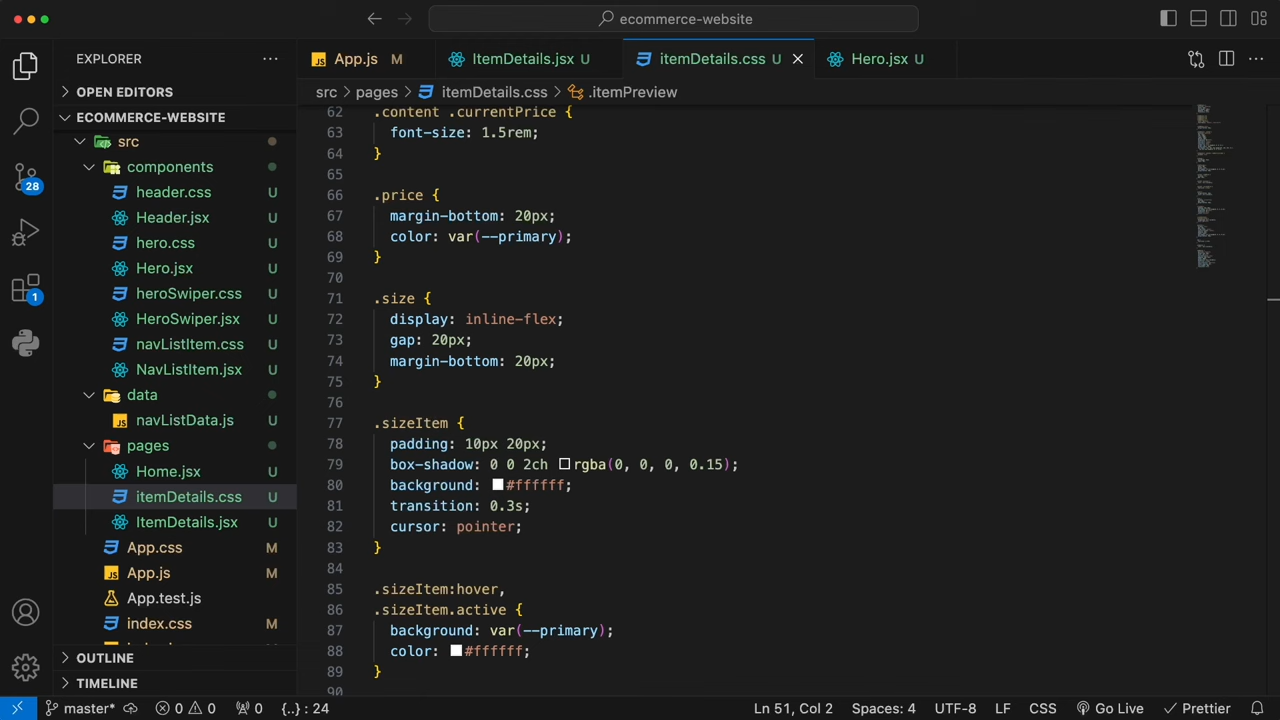 ecommerce-website
EXPLORER
App.js M
ItemDetails.jsx U
itemDetails.css U
Hero.jsx U
OPEN EDITORS
src > pages > itemDetails.css > .itemPreview
ECOMMERCE-WEBSITE
src
components
header.css U
Header.jsx U
hero.css U
Hero.jsx U
heroSwiper.css U
HeroSwiper.jsx U
navListItem.css U
NavListItem.jsx U
data
navListData.js U
pages
Home.jsx U
itemDetails.css U
ItemDetails.jsx U
App.css M
App.js M
App.test.js
index.css M
OUTLINE
TIMELINE
28
1
62 .content .currentPrice {
63 font-size: 1.5rem;
64 }
65
66 .price {
67 margin-bottom: 20px;
68 color: var(--primary);
69 }
70
71 .size {
72 display: inline-flex;
73 gap: 20px;
74 margin-bottom: 20px;
75 }
76
77 .sizeItem {
78 padding: 10px 20px;
79 box-shadow: 0 0 2ch rgba(0, 0, 0, 0.15);
80 background: #ffffff;
81 transition: 0.3s;
82 cursor: pointer;
83 }
84
85 .sizeItem:hover,
86 .sizeItem.active {
87 background: var(--primary);
88 color: #ffffff;
89 }
90
master* 0 0 0 {..} : 24 Ln 51, Col 2 Spaces: 4 UTF-8 LF CSS Go Live Prettier